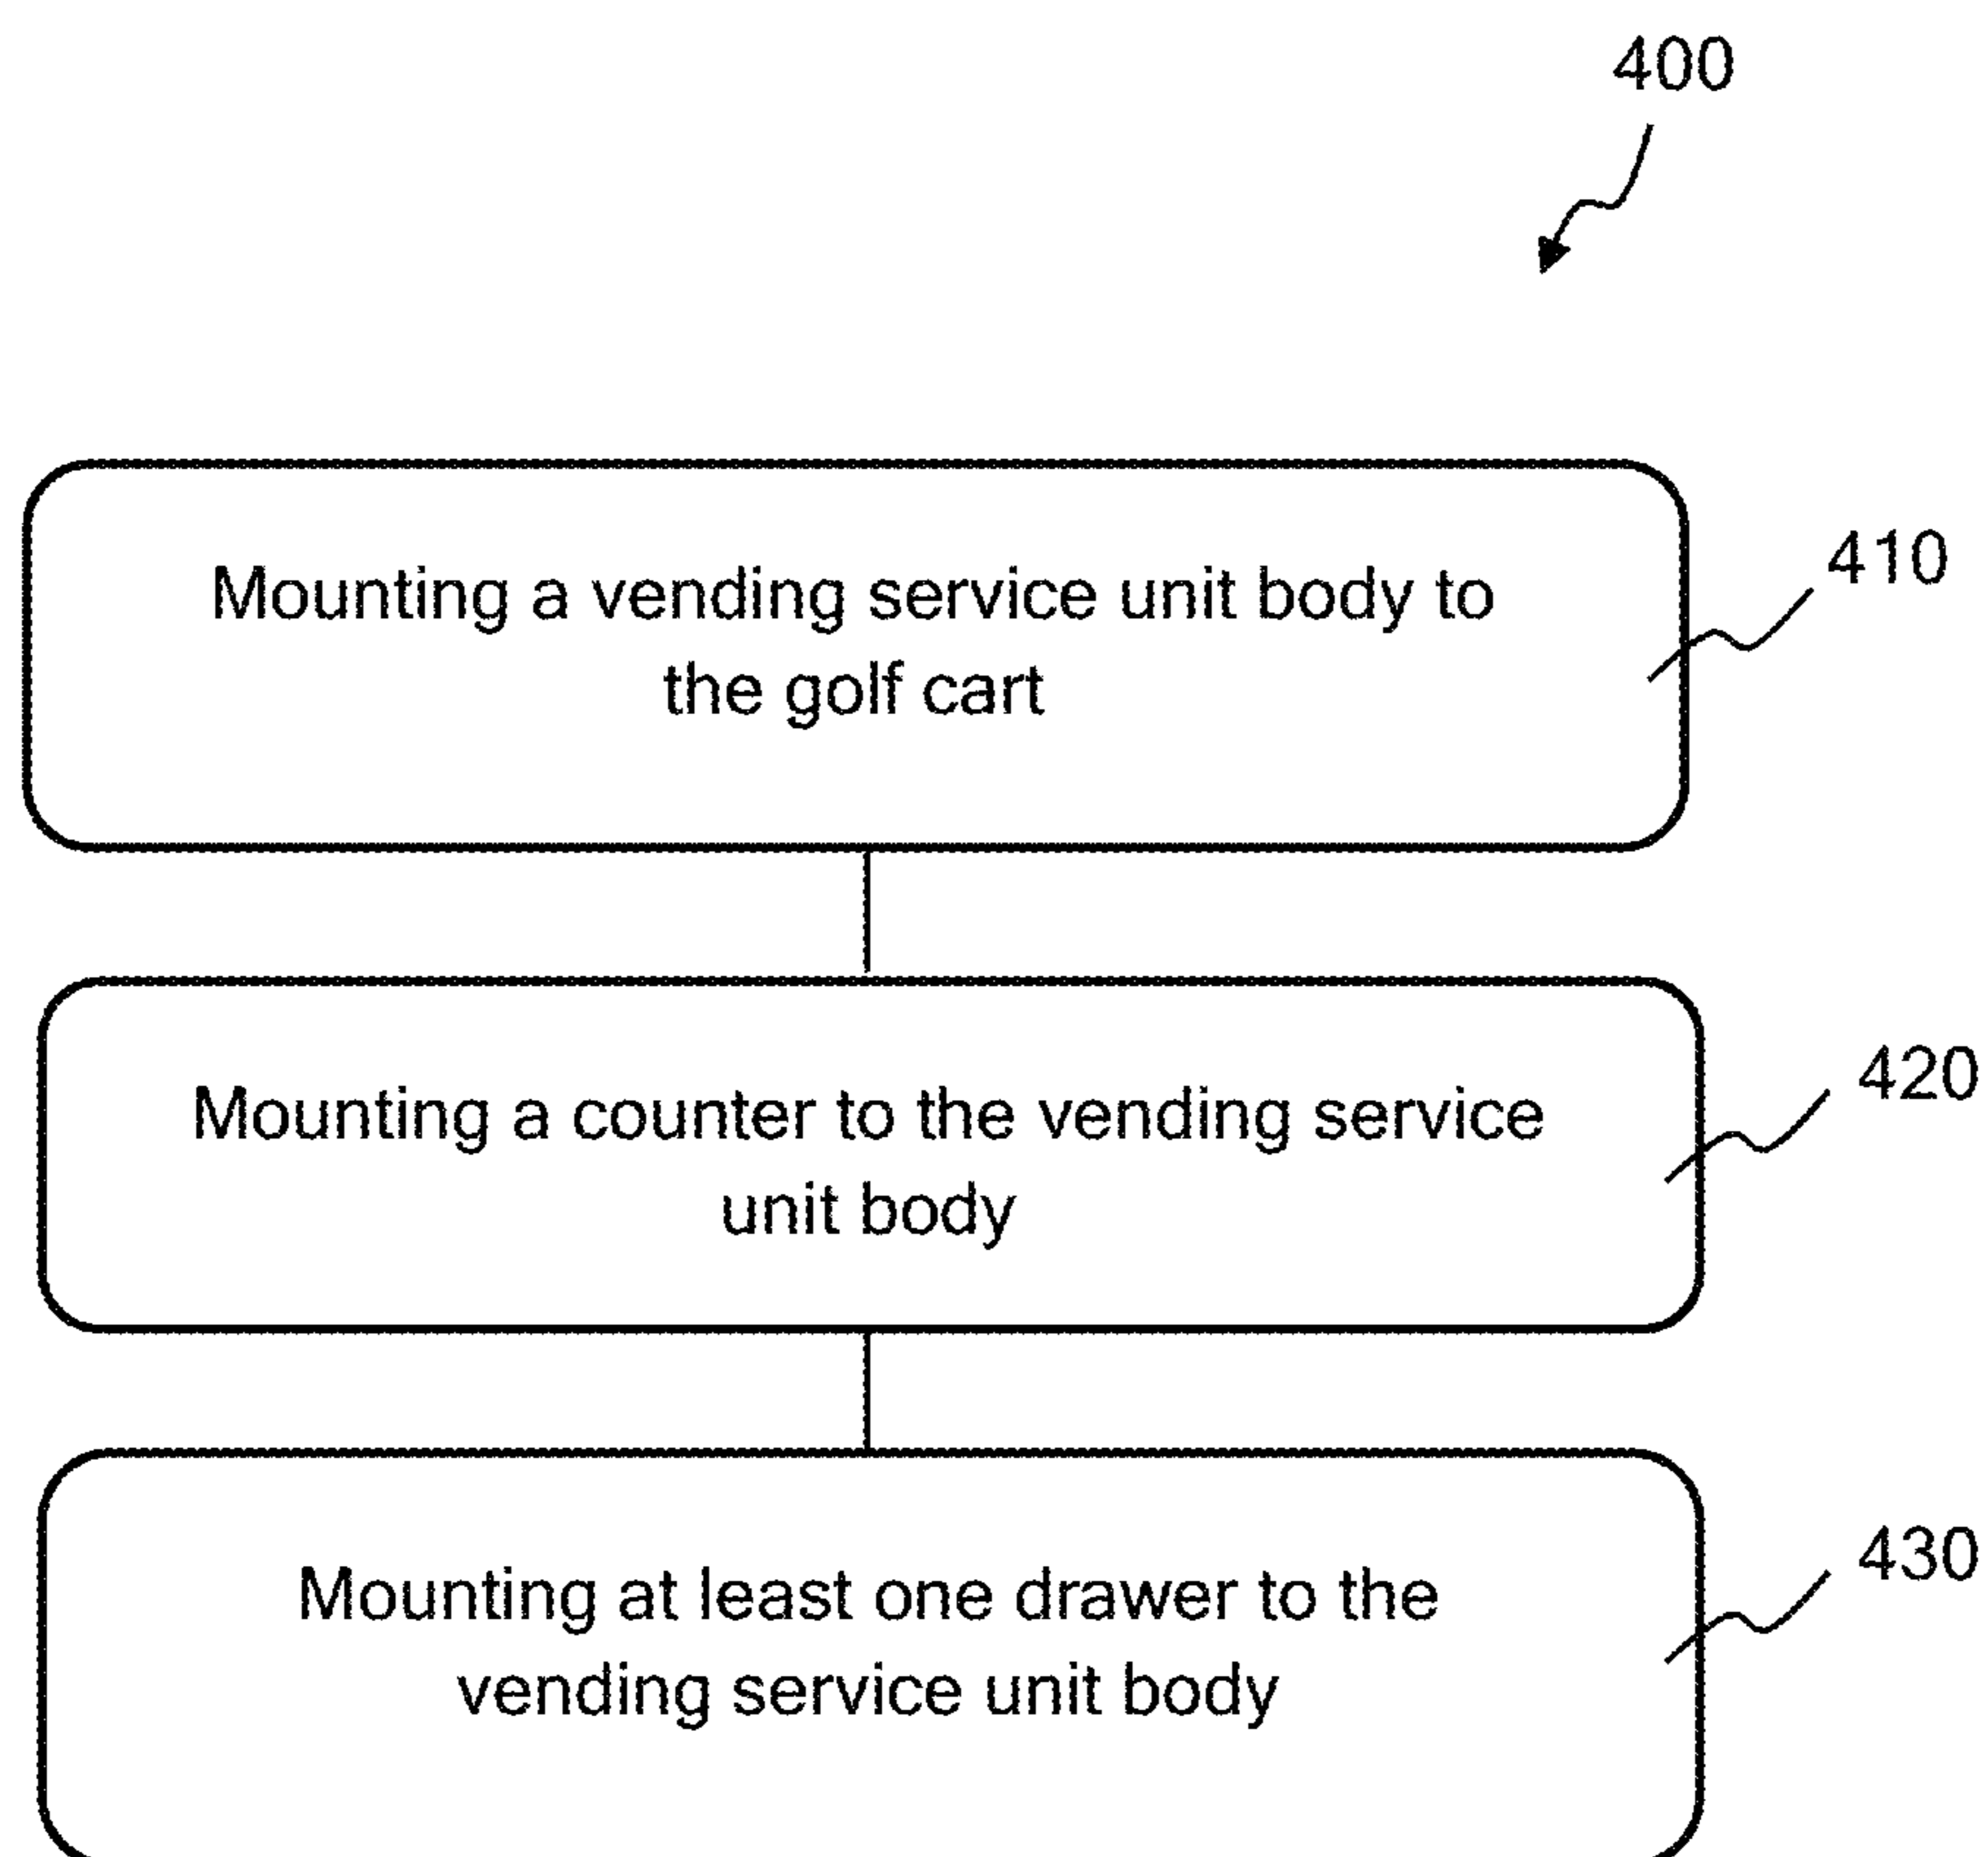 400
Mounting a vending service unit body to
the golf cart
410
Mounting a counter to the vending service
unit body
420
Mounting at least one drawer to the
vending service unit body
430